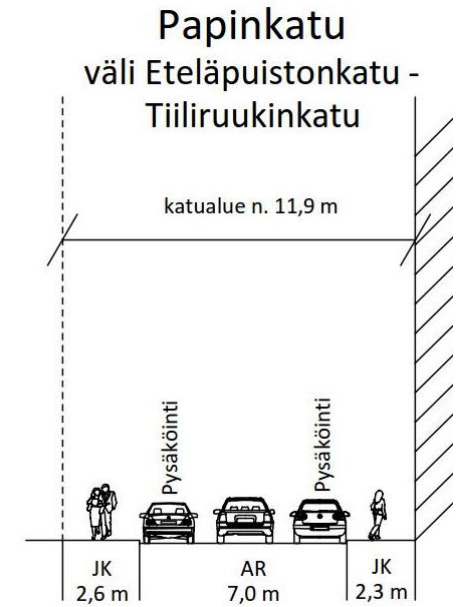 Papinkatu
väli Eteläpuistonkatu -
Tiiliruukinkatu
katualue n. 11,9 m
Pysäköinti
Pysäköinti
JK
2,6 m
AR
7,0 m
JK
2,3 m